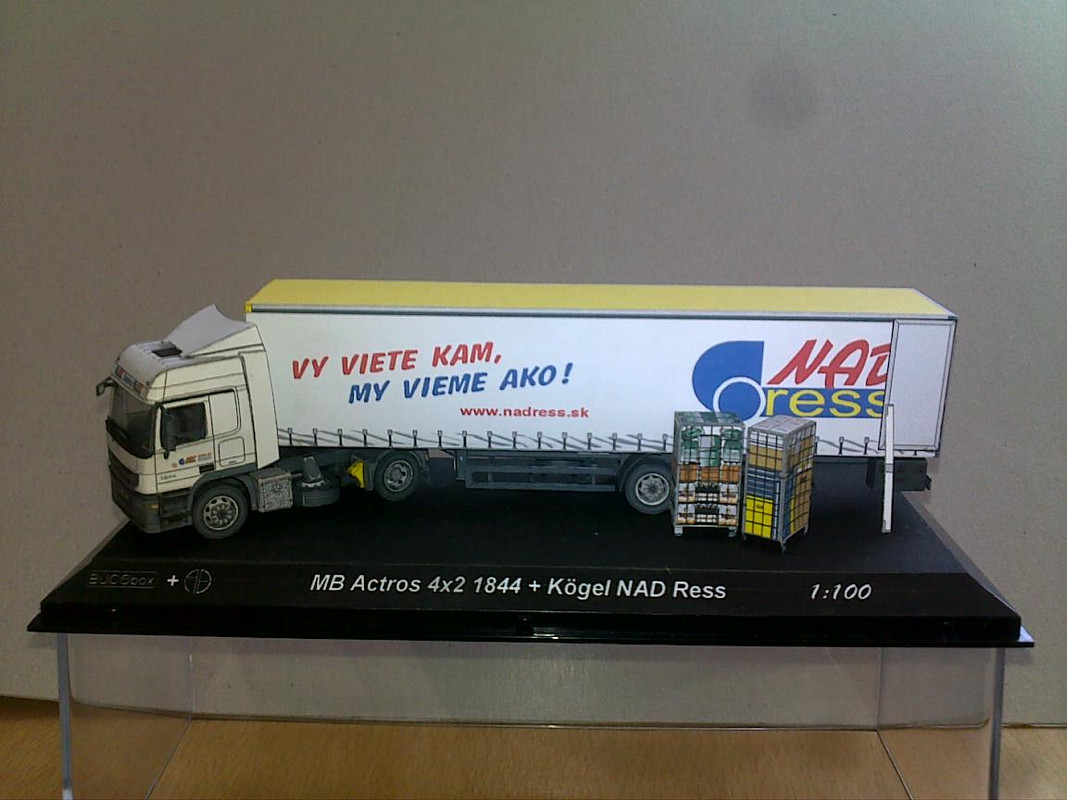 VY VIETE KAM,
MY VIEME AKO!
www.nadress.sk
NAD
ress
BUCObox +
MB Actros 4x2 1844 + Kögel NAD Ress
1:100